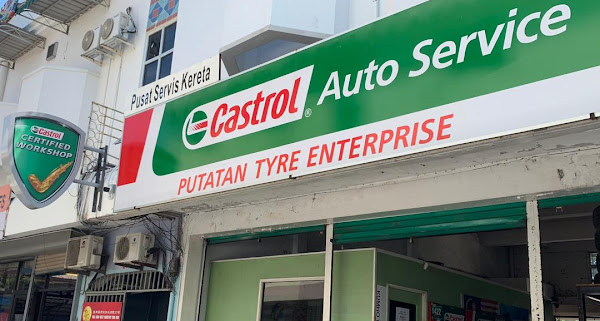 Pusat Servis Kereta
Castrol Auto Service
PUTATAN TYRE ENTERPRISE
Castrol
CERTIFIED
WORKSHOP